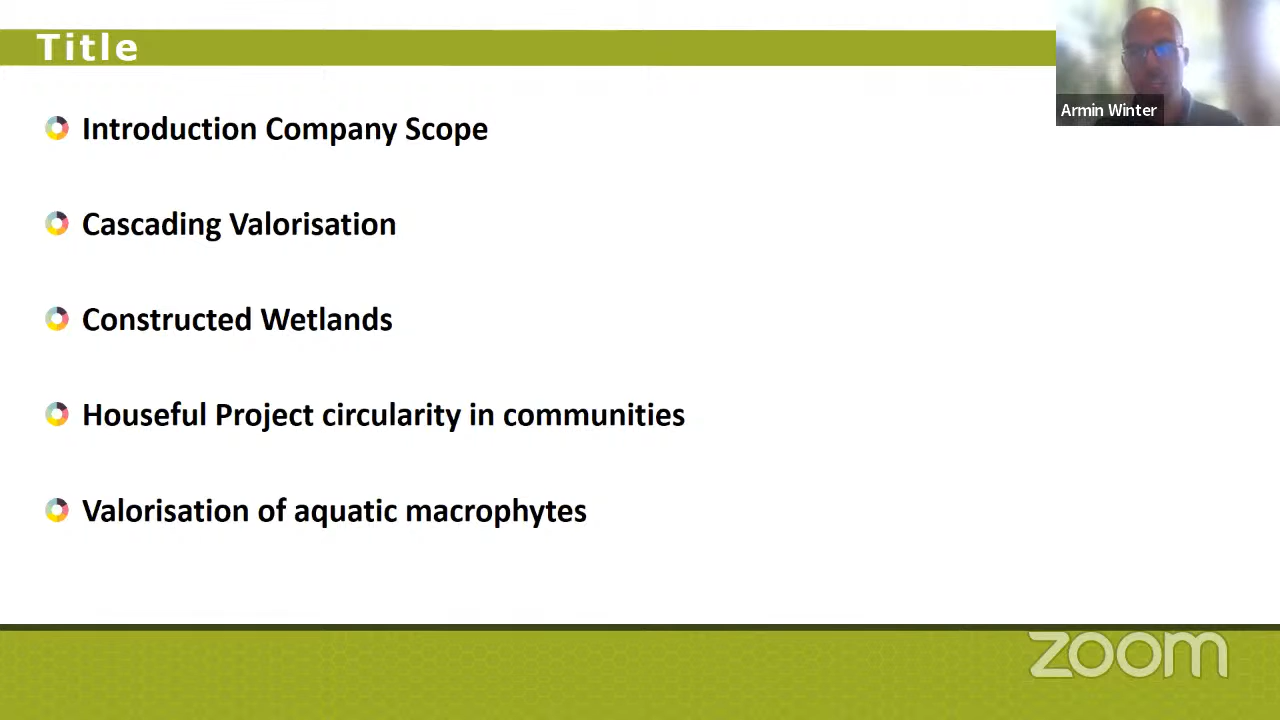 Title
Armin Winter
Introduction Company Scope
Cascading Valorisation
Constructed Wetlands
Houseful Project circularity in communities
Valorisation of aquatic macrophytes
zoom